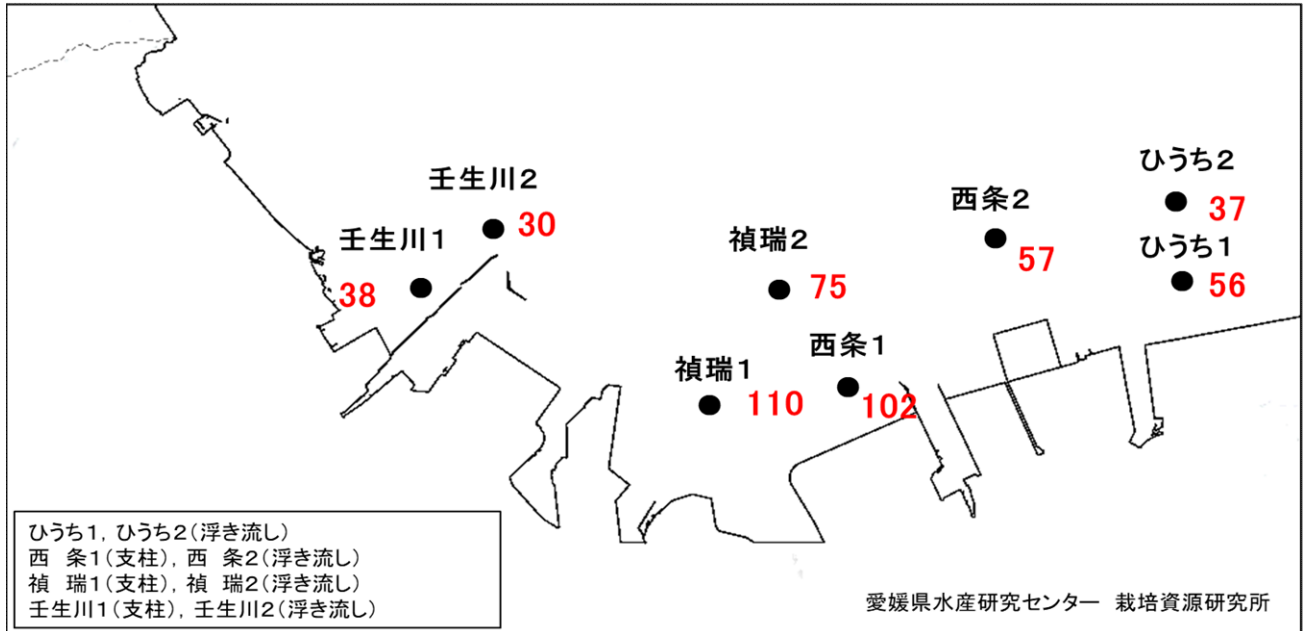 ひうち２
壬生川２
37
西条２
30
ひうち１
壬生川１
禎瑞２
57
38
75
56
西条１
禎瑞１
110
102
ひうち１, ひうち２(浮き流し)
西　条１(支柱), 西　条２(浮き流し)
禎　瑞１(支柱), 禎　瑞２(浮き流し)
壬生川１(支柱), 壬生川２(浮き流し)
愛媛県水産研究センター　栽培資源研究所